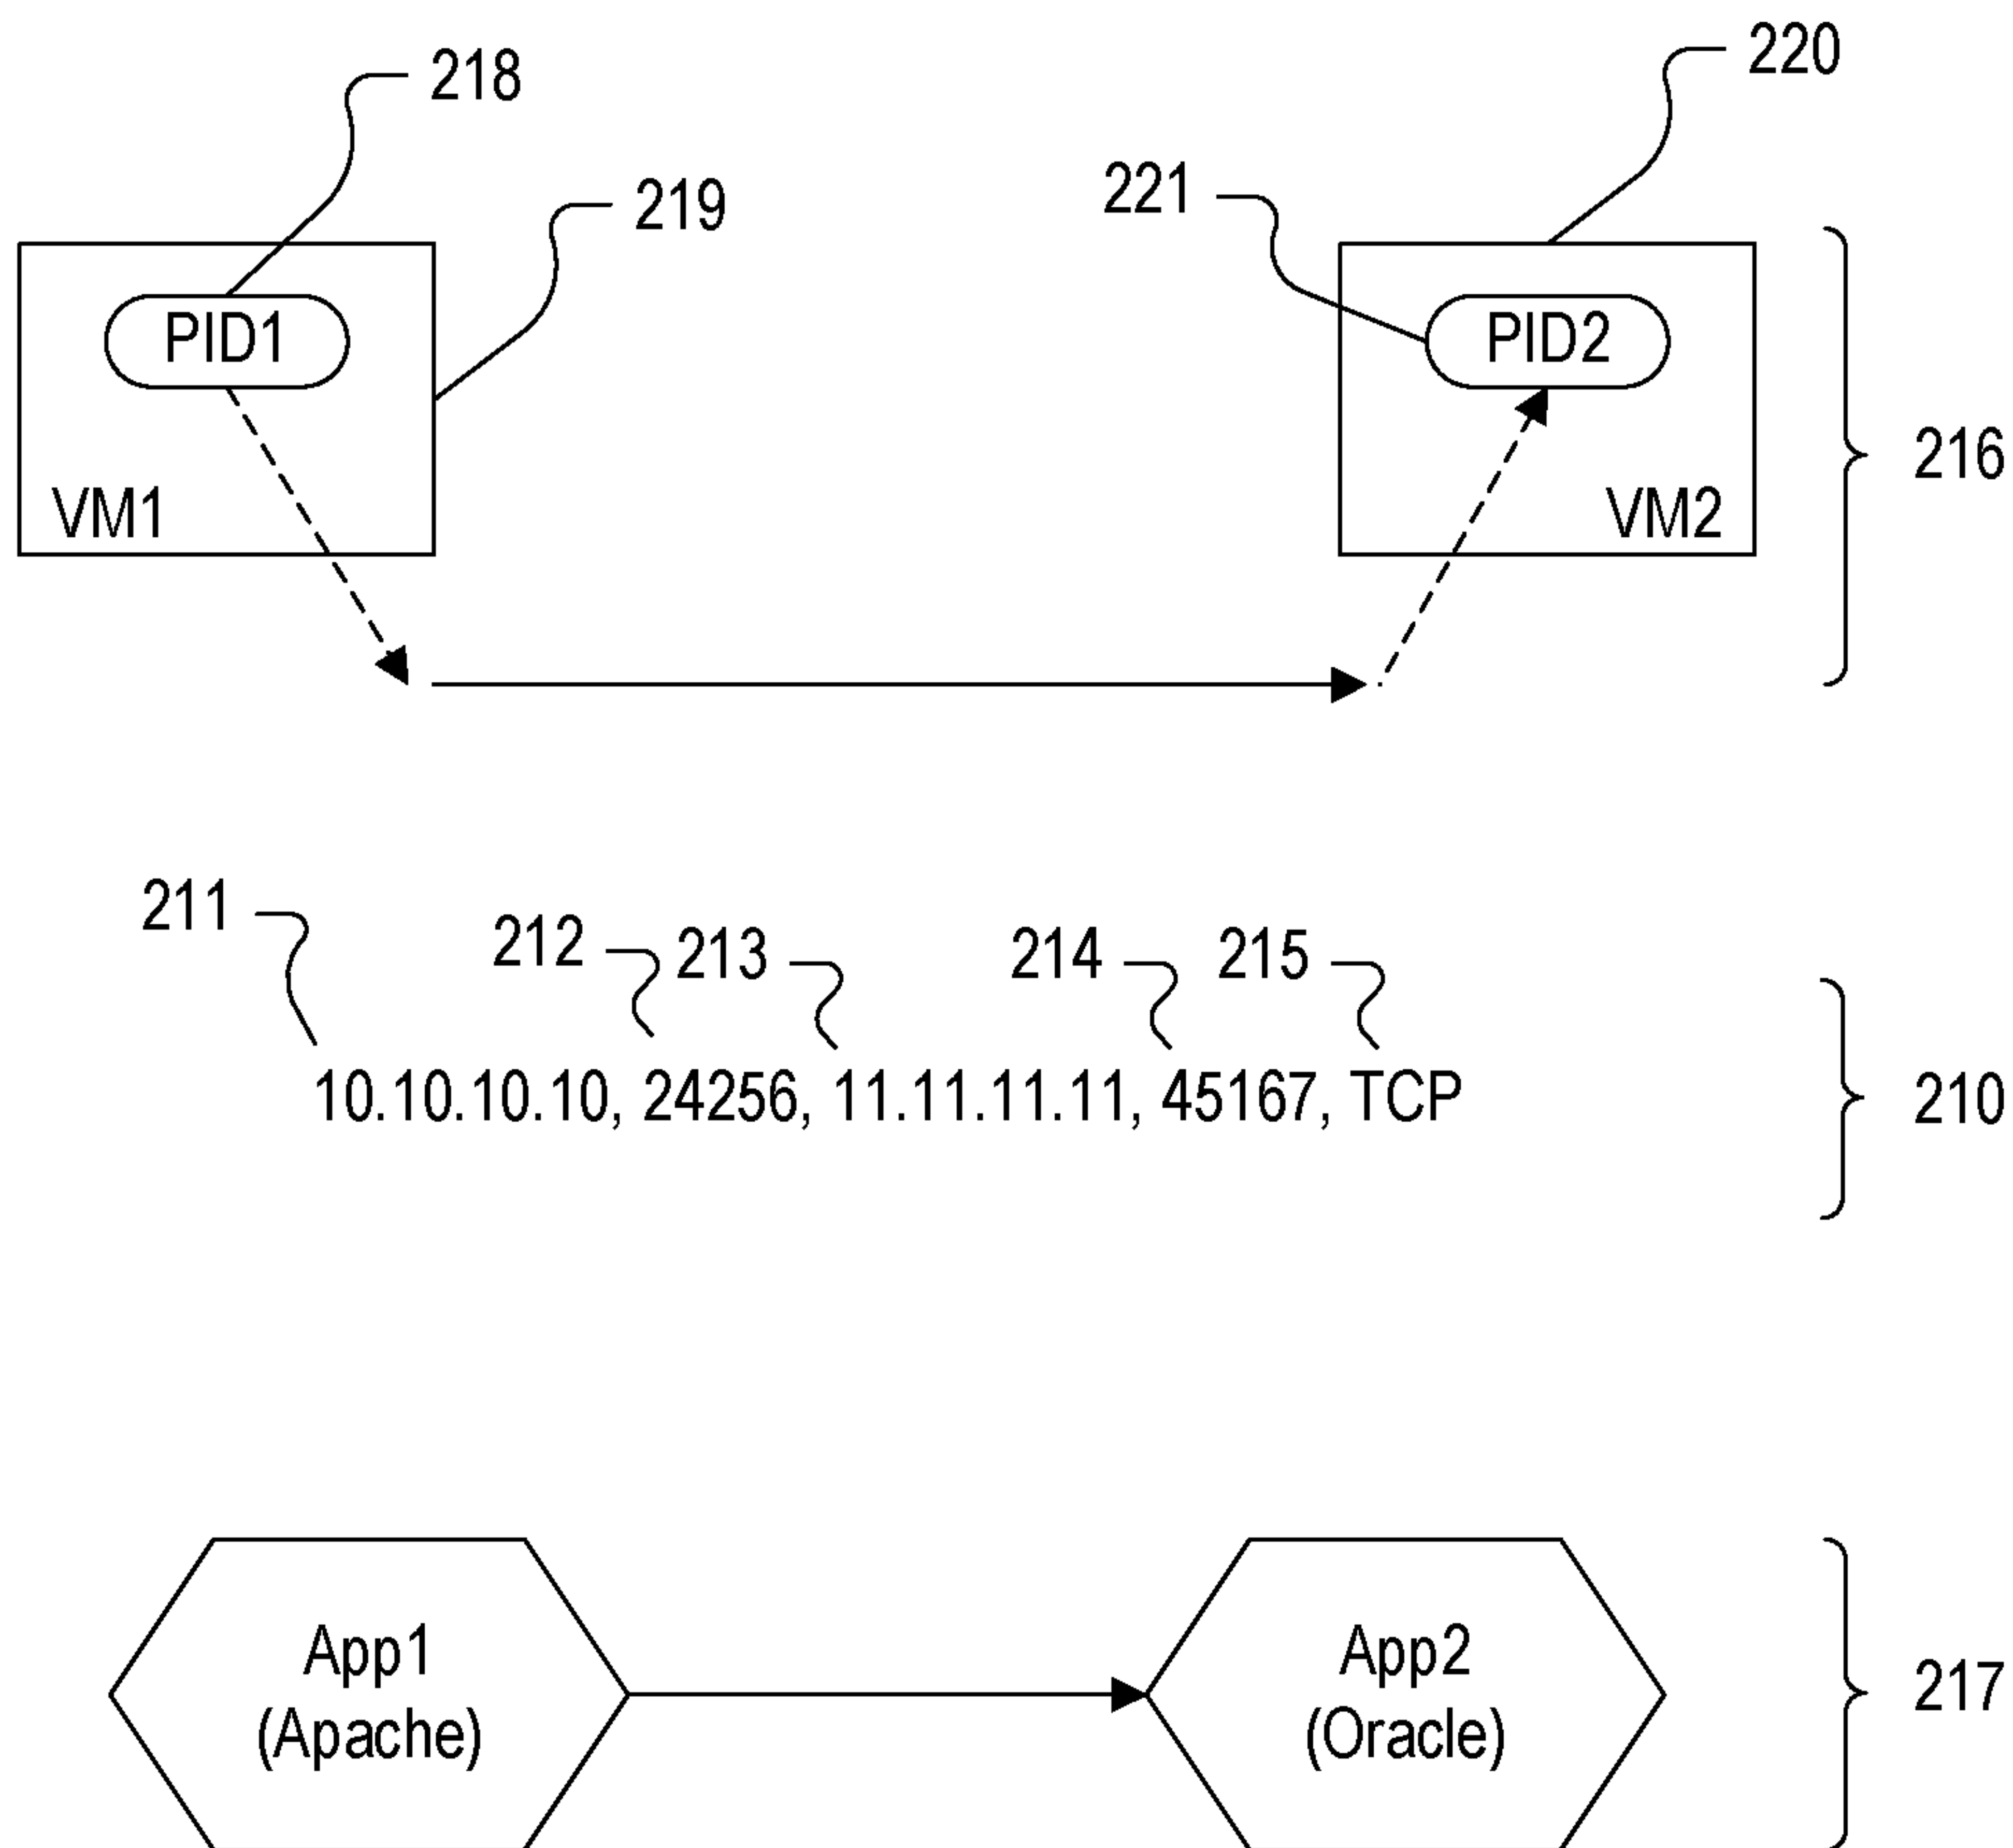 220
218
221
219
PID1
PID2
216
VM1
VM2
211
212
213
214
215
10.10.10.10, 24256, 11.11.11.11, 45167, TCP
210
App1
(Apache)
App2
(Oracle)
217